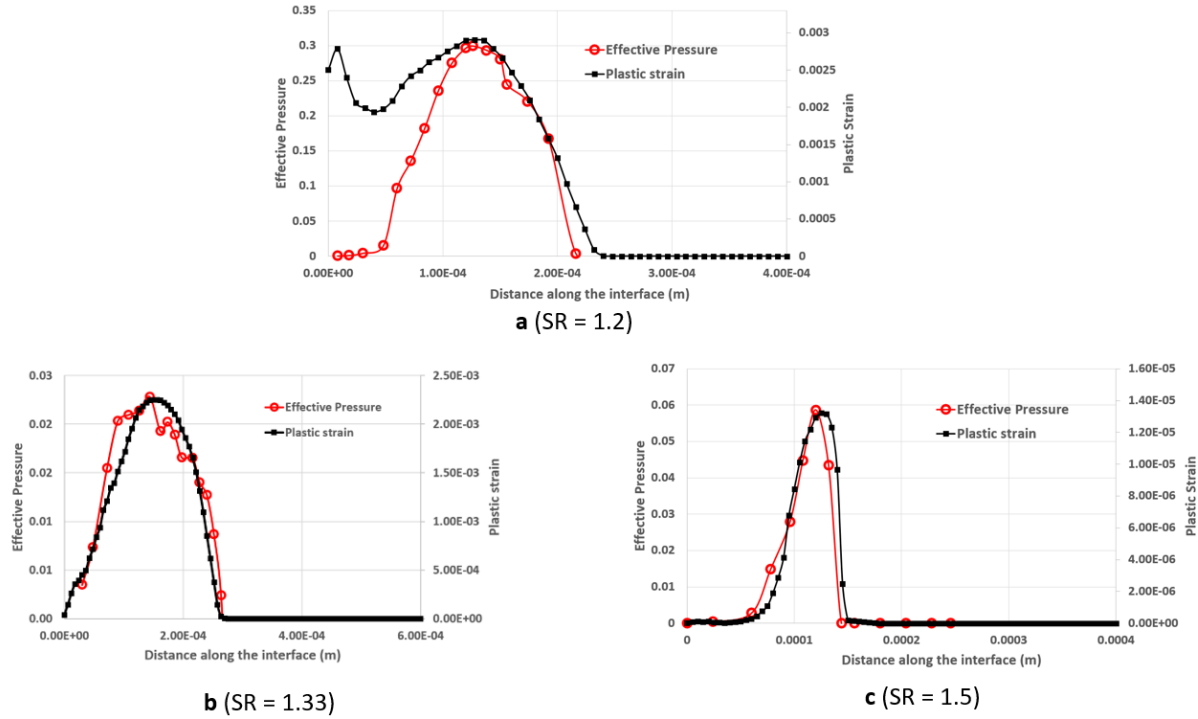 0.35
0.3
0.25
0.2
0.15
0.1
0.05
0
Effective Pressure
0.003
0.0025
0.002
0.0015
0.001
0.0005
0
Plastic Strain
Effective Pressure
Plastic strain
0.00E+00 1.00E-04 2.00E-04 3.00E-04 4.00E-04
Distance along the interface (m)
a (SR = 1.2)
0.03
0.02
0.02
0.01
0.01
0.00
Effective Pressure
2.50E-03
2.00E-03
1.50E-03
1.00E-03
5.00E-04
0.00E+00
Plastic strain
Effective Pressure
Plastic strain
0.00E+00 2.00E-04 4.00E-04 6.00E-04
Distance along the interface (m)
b (SR = 1.33)
0.07
0.06
0.05
0.04
0.03
0.02
0.01
0
Effective Pressure
1.60E-05
1.40E-05
1.20E-05
1.00E-05
8.00E-06
6.00E-06
4.00E-06
2.00E-06
0.00E+00
Plastic Strain
Effective Pressure
Plastic strain
0 0.0001 0.0002 0.0003 0.0004
Distance along the interface (m)
c (SR = 1.5)